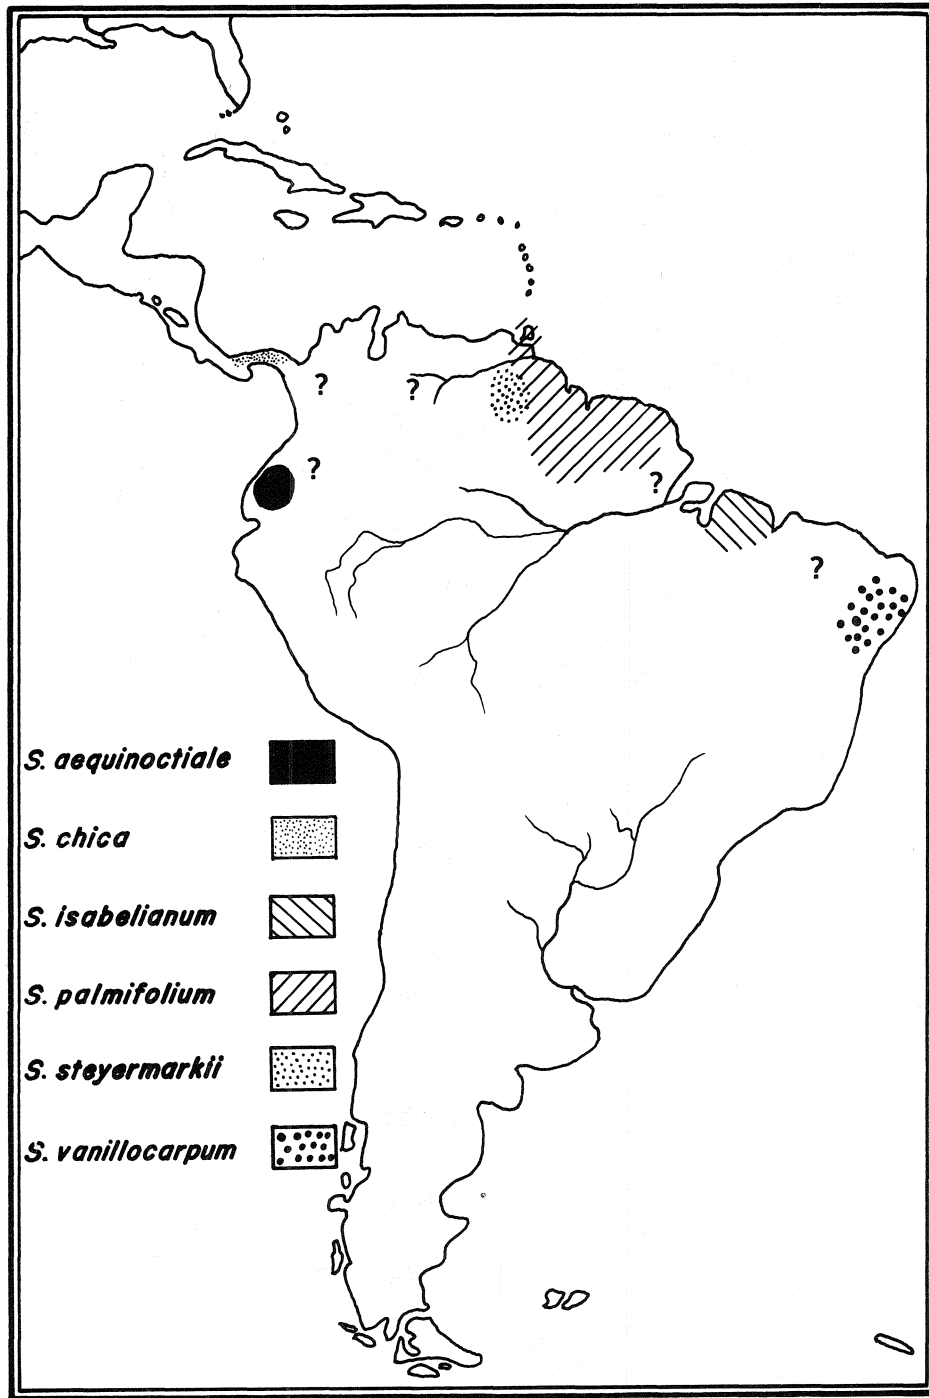 ?
?
?
?
?
S. aequinoctiale
S. chica
S. isabelianum
S. palmifolium
S. steyermarkii
S. vanillocarpum